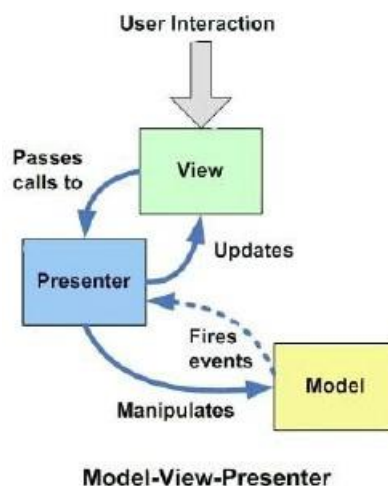 User Interaction
Passes
calls to
View
Updates
Presenter
Fires
events
Manipulates
Model
Model-View-Presenter